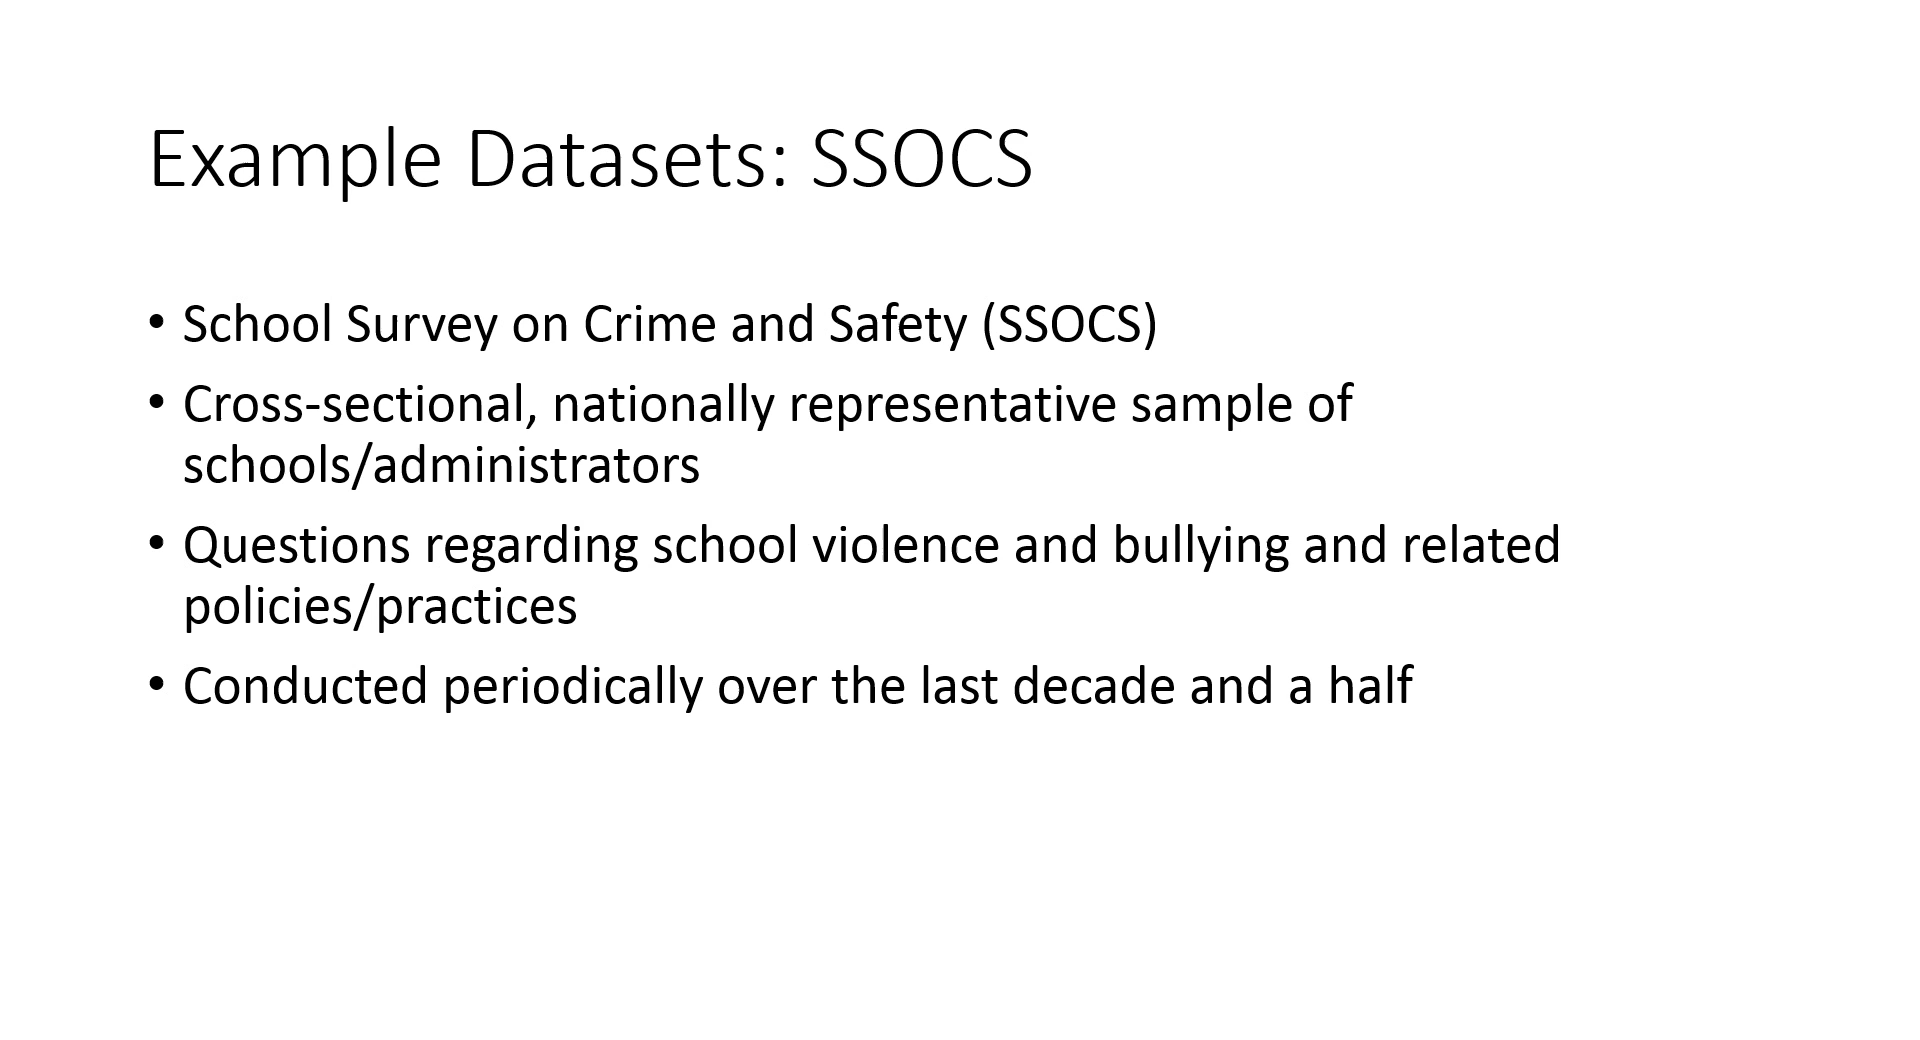 Example Datasets: SSOCS
• School Survey on Crime and Safety (SSOCS)
• Cross-sectional, nationally representative sample of
schools/administrators
• Questions regarding school violence and bullying and related
policies/practices
• Conducted periodically over the last decade and a half